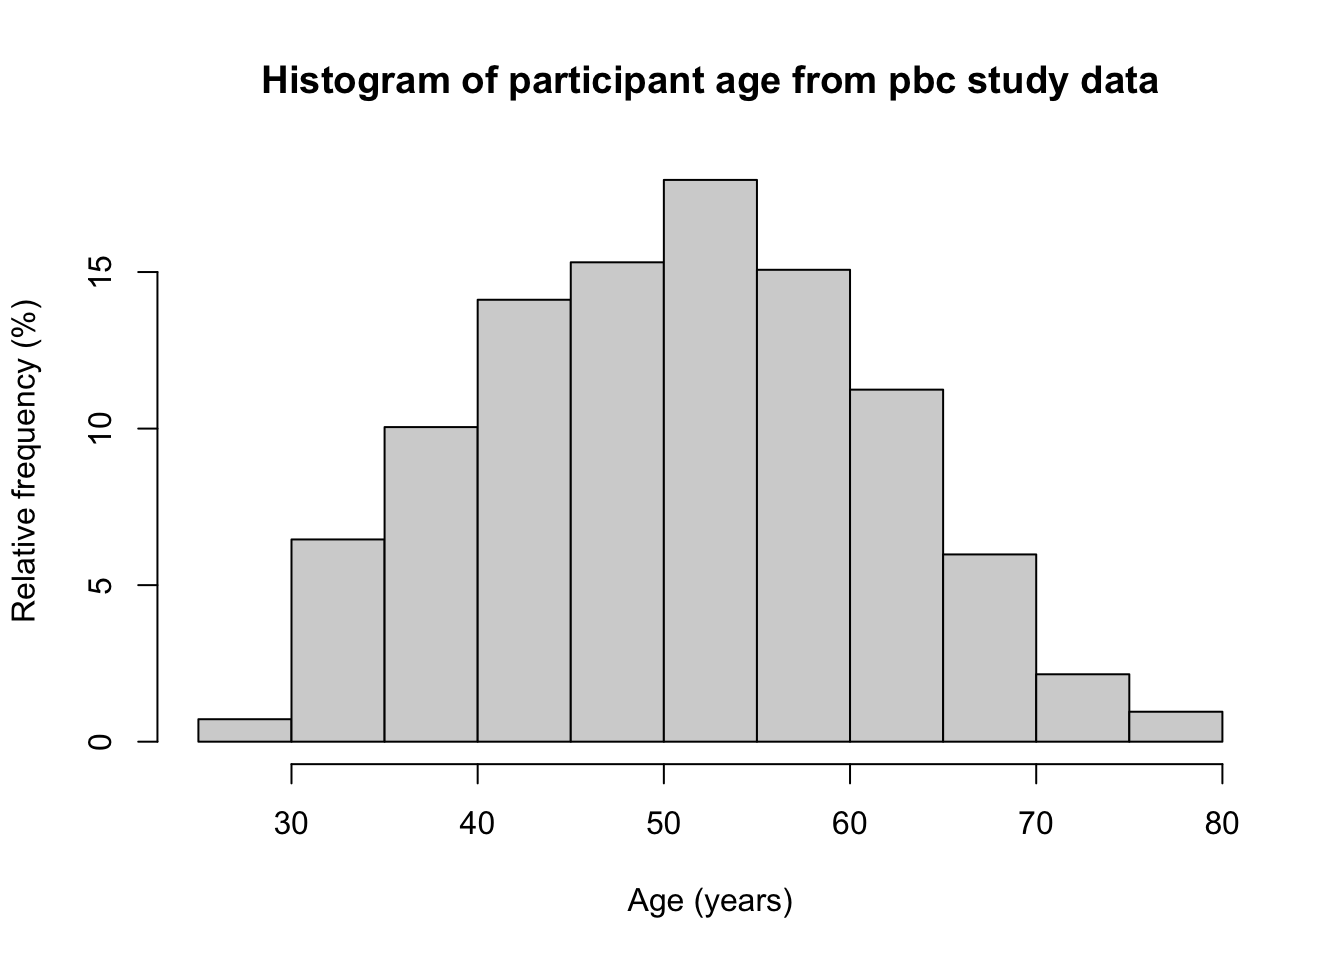 Histogram of participant age from pbc study data
Relative frequency (%)
15
10
5
0
30 40 50 60 70 80
Age (years)